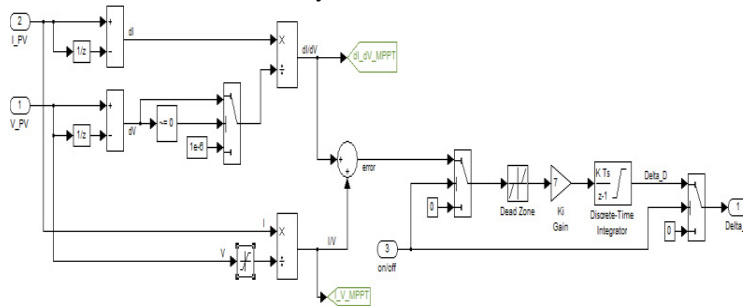 2
I_PV
1/z
dI
dI/dV
dI_dV_MPPT
1
V_PV
1/z
dV
~= 0
1e-6
error
0
Dead Zone
7
Ki
Gain
K Ts
z-1
Discrete-Time
Integrator
Delta_D
0
1
Delta_
3
on/off
I
V
I/V
I_V_MPPT